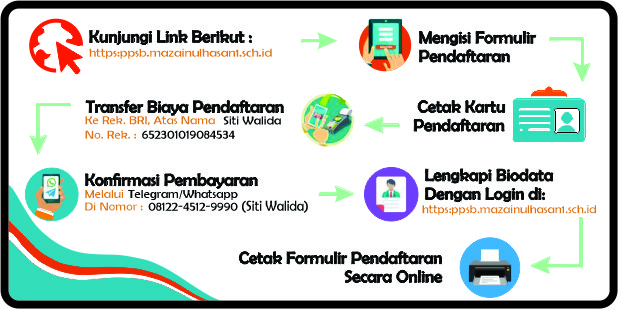 Kunjungi Link Berikut :
https:ppsb.mazainulhasan1.sch.id
Mengisi Formulir
Pendaftaran
Cetak Kartu
Pendaftaran
Transfer Biaya Pendaftaran
Ke Rek. BRI, Atas Nama Siti Walida
No. Rek. : 652301019084534
Konfirmasi Pembayaran
Melalui Telegram/Whatsapp
Di Nomor : 08122-4512-9990 (Siti Walida)
Lengkapi Biodata
Dengan Login di:
https:ppsb.mazainulhasan1.sch.id
Cetak Formulir Pendaftaran
Secara Online